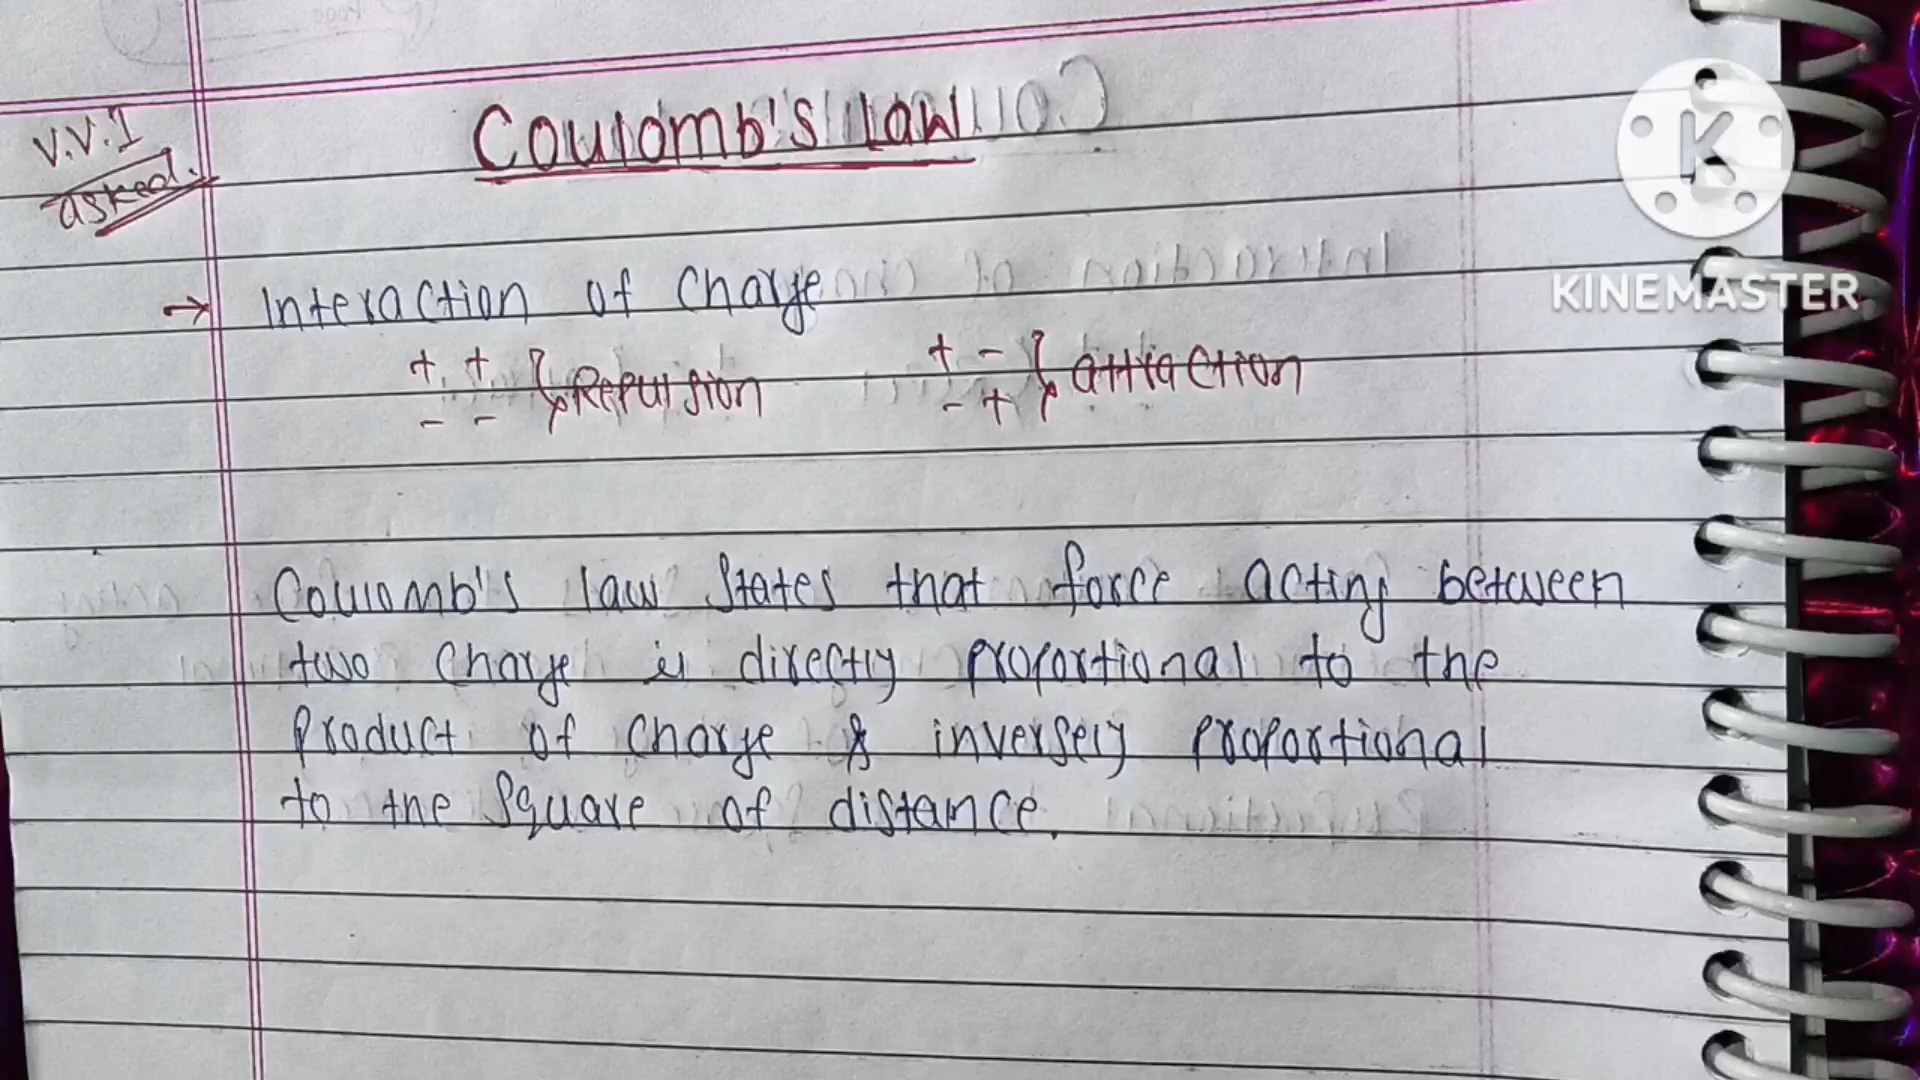 V.V.I
asked.
Coulomb's Law
→ Interaction of Charge
+ + } Repulsion + - } attraction
- - - +
Coulomb's law States that force acting between
two Charge is directly proportional to the
Product of Charge & inversely proportional
to the Square of distance.
KINEMASTER